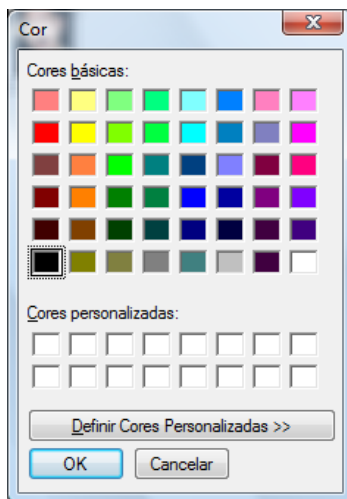 Cor
Cores básicas:
Cores personalizadas:
Definir Cores Personalizadas >>
OK
Cancelar